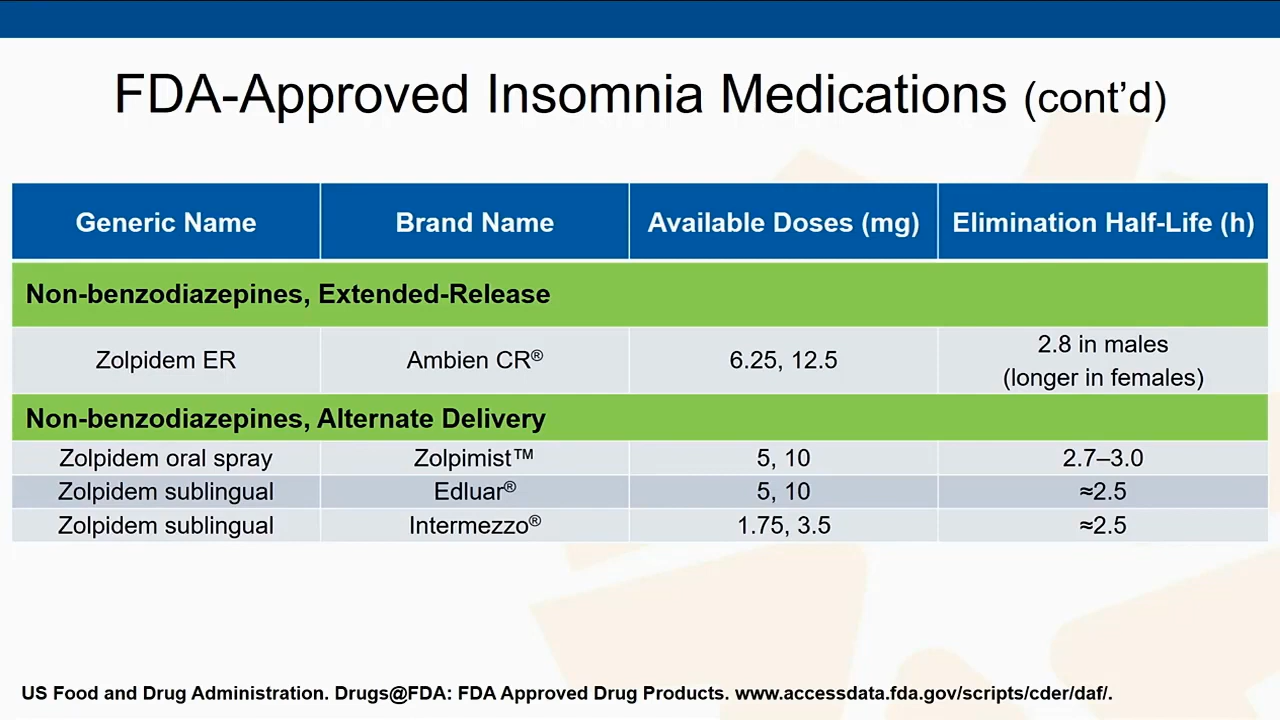 FDA-Approved Insomnia Medications (cont’d)
Generic Name Brand Name Available Doses (mg) Elimination Half-Life (h)
Non-benzodiazepines, Extended-Release
Zolpidem ER Ambien CR® 6.25, 12.5 2.8 in males
(longer in females)
Non-benzodiazepines, Alternate Delivery
Zolpidem oral spray Zolpimist™ 5, 10 2.7–3.0
Zolpidem sublingual Edluar® 5, 10 ≈2.5
Zolpidem sublingual Intermezzo® 1.75, 3.5 ≈2.5
US Food and Drug Administration. Drugs@FDA: FDA Approved Drug Products. www.accessdata.fda.gov/scripts/cder/daf/.